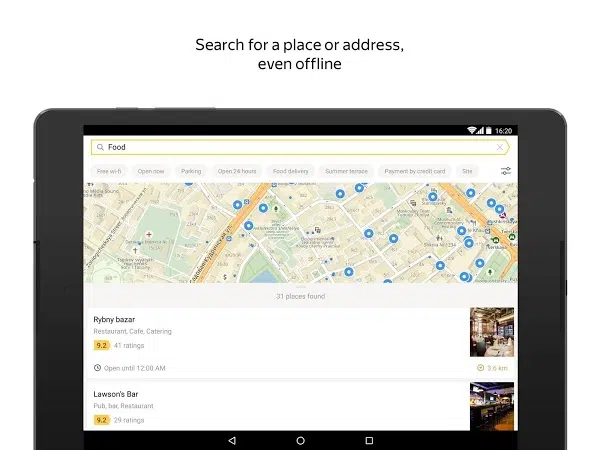 Search for a place or address,
even offline
16:20
Food
Free wi-fi
Open now
Parking
Open 24 hours
Food delivery
Summer terrace
Payment by credit card
Site
31 places found
Rybny bazar
Restaurant, Cafe, Catering
9.2 41 ratings
Open until 12:00 AM
3.6 km
Lawson's Bar
Pub, bar, Restaurant
9.2 29 ratings